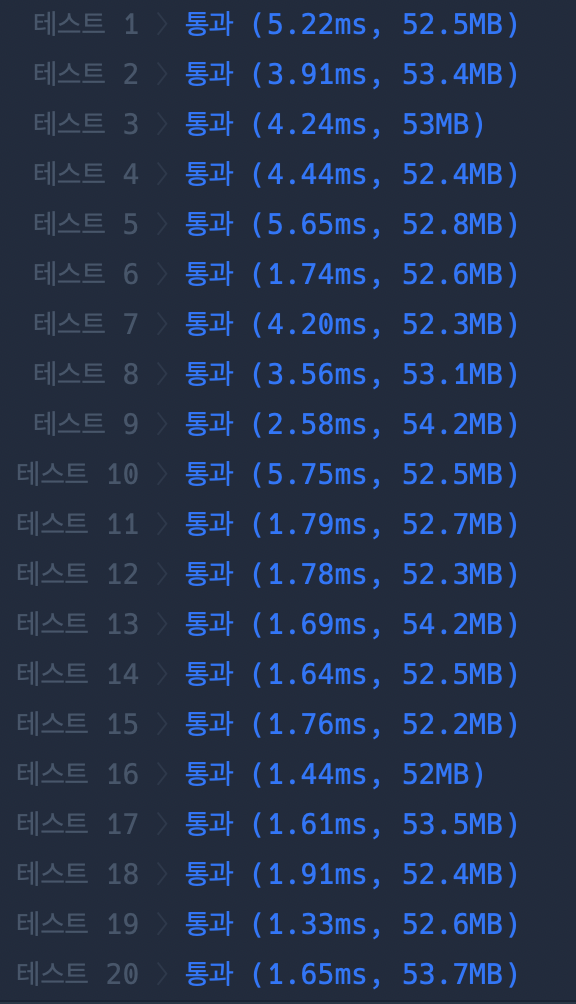 테스트 1 〉 통과 (5.22ms, 52.5MB)
테스트 2 〉 통과 (3.91ms, 53.4MB)
테스트 3 〉 통과 (4.24ms, 53MB)
테스트 4 〉 통과 (4.44ms, 52.4MB)
테스트 5 〉 통과 (5.65ms, 52.8MB)
테스트 6 〉 통과 (1.74ms, 52.6MB)
테스트 7 〉 통과 (4.20ms, 52.3MB)
테스트 8 〉 통과 (3.56ms, 53.1MB)
테스트 9 〉 통과 (2.58ms, 54.2MB)
테스트 10 〉 통과 (5.75ms, 52.5MB)
테스트 11 〉 통과 (1.79ms, 52.7MB)
테스트 12 〉 통과 (1.78ms, 52.3MB)
테스트 13 〉 통과 (1.69ms, 54.2MB)
테스트 14 〉 통과 (1.64ms, 52.5MB)
테스트 15 〉 통과 (1.76ms, 52.2MB)
테스트 16 〉 통과 (1.44ms, 52MB)
테스트 17 〉 통과 (1.61ms, 53.5MB)
테스트 18 〉 통과 (1.91ms, 52.4MB)
테스트 19 〉 통과 (1.33ms, 52.6MB)
테스트 20 〉 통과 (1.65ms, 53.7MB)